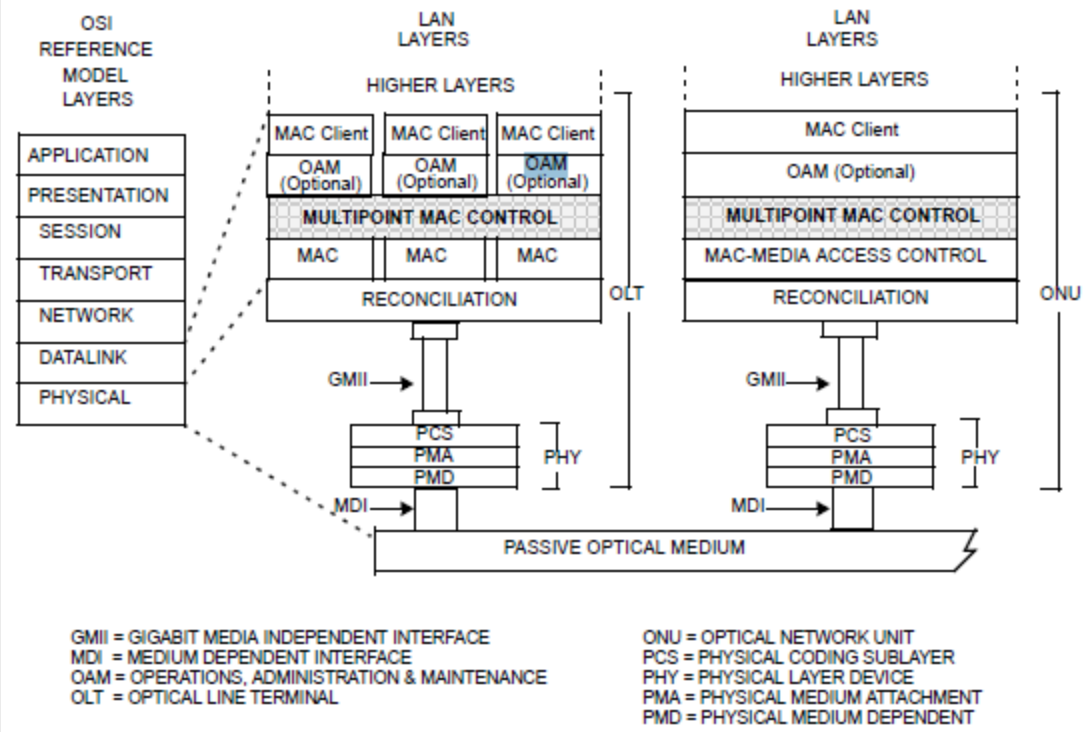 OSI
REFERENCE
MODEL
LAYERS
APPLICATION
PRESENTATION
SESSION
TRANSPORT
NETWORK
DATALINK
PHYSICAL
LAN
LAYERS
HIGHER LAYERS
MAC Client
MAC Client
MAC Client
OAM
(Optional)
OAM
(Optional)
OAM
(Optional)
MULTIPOINT MAC CONTROL
MAC
MAC
MAC
RECONCILIATION
OLT
GMII
PCS
PMA
PMD
PHY
MDI
LAN
LAYERS
HIGHER LAYERS
MAC Client
OAM (Optional)
MULTIPOINT MAC CONTROL
MAC-MEDIA ACCESS CONTROL
RECONCILIATION
ONU
GMII
PCS
PMA
PMD
PHY
MDI
PASSIVE OPTICAL MEDIUM
GMII = GIGABIT MEDIA INDEPENDENT INTERFACE
MDI = MEDIUM DEPENDENT INTERFACE
OAM = OPERATIONS, ADMINISTRATION & MAINTENANCE
OLT = OPTICAL LINE TERMINAL
ONU = OPTICAL NETWORK UNIT
PCS = PHYSICAL CODING SUBLAYER
PHY = PHYSICAL LAYER DEVICE
PMA = PHYSICAL MEDIUM ATTACHMENT
PMD = PHYSICAL MEDIUM DEPENDENT